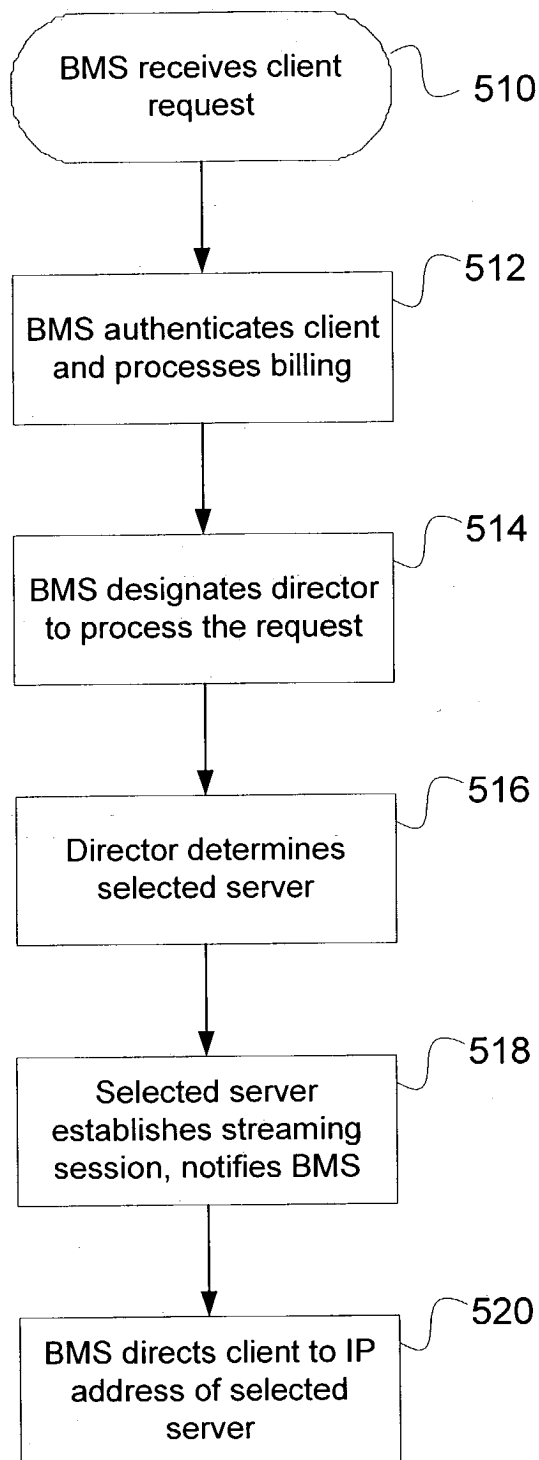 BMS receives client
request
510
512
BMS authenticates client
and processes billing
514
BMS designates director
to process the request
516
Director determines
selected server
518
Selected server
establishes streaming
session, notifies BMS
520
BMS directs client to IP
address of selected
server